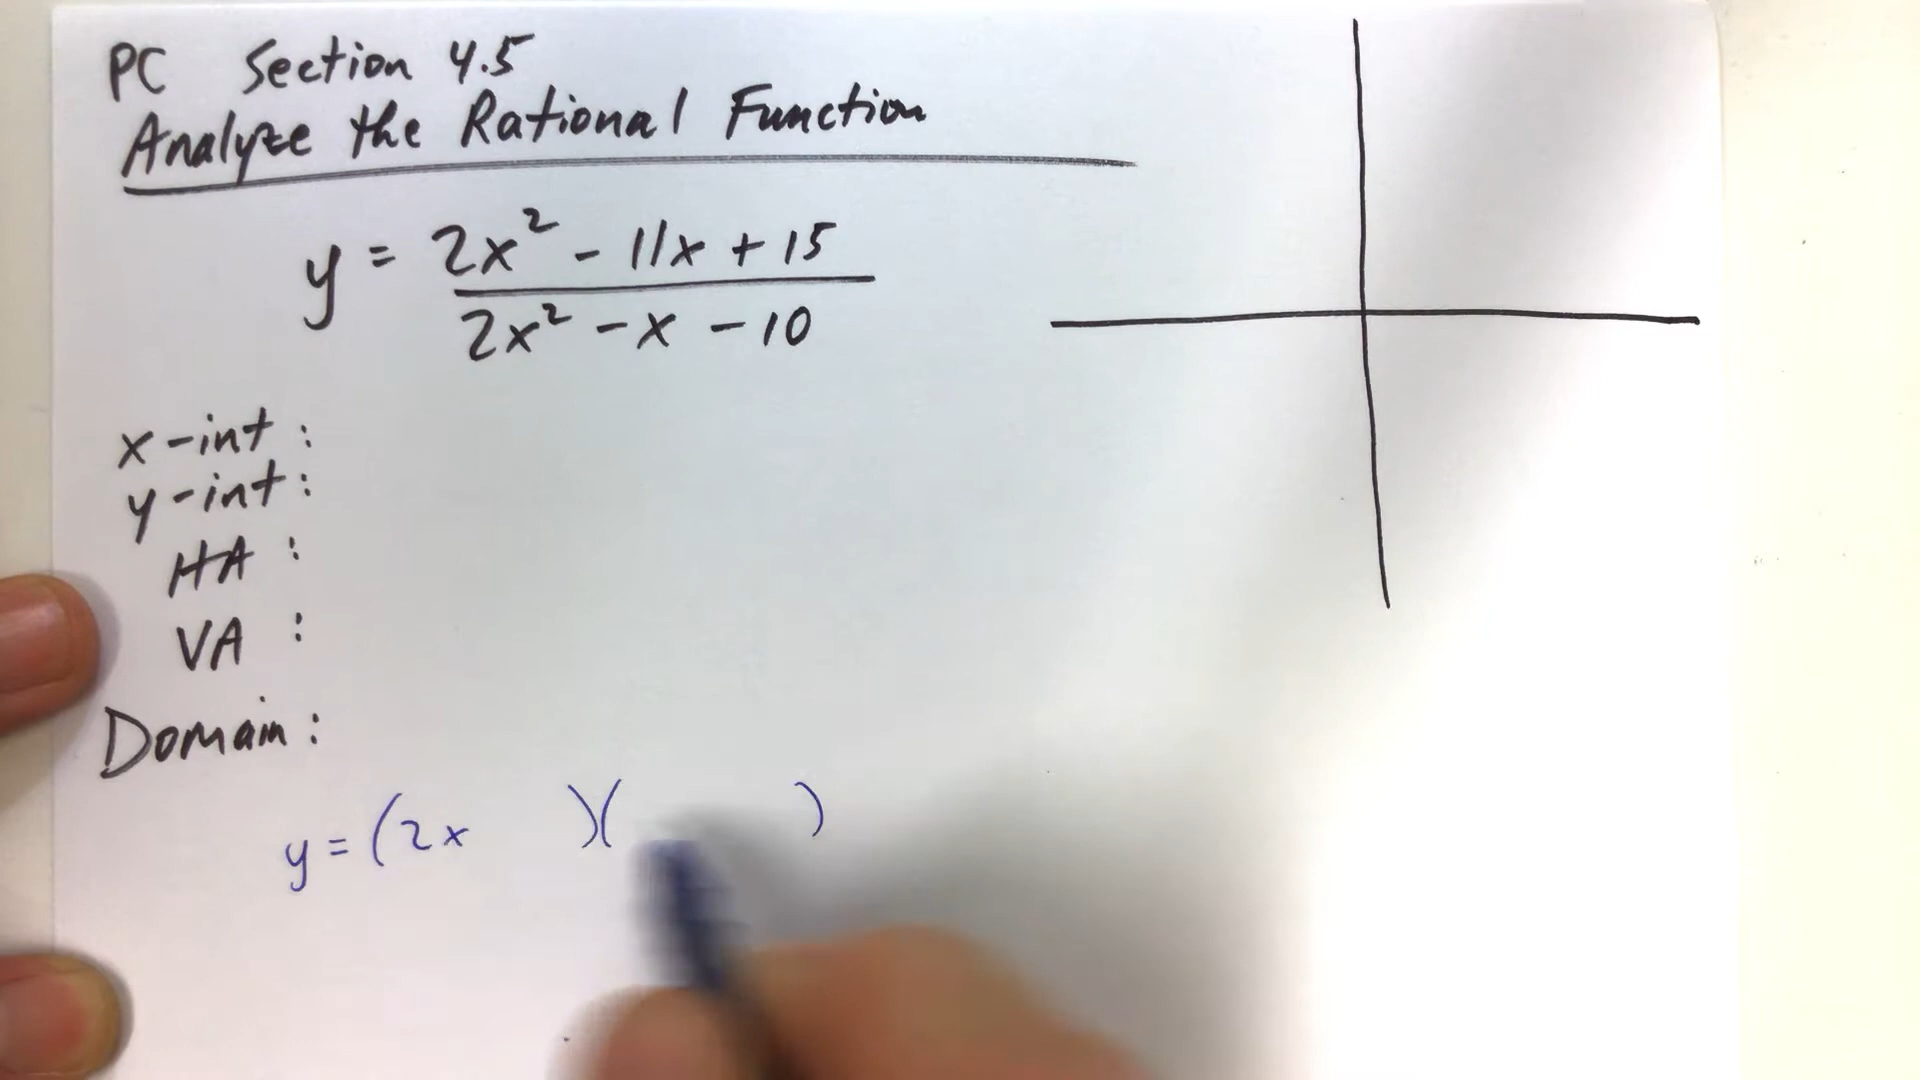 PC Section 4.5
Analyze the Rational Function
y = 2x² - 11x + 15
2x² - x - 10
x-int :
y-int :
HA :
VA :
Domain :
y = (2x )( )